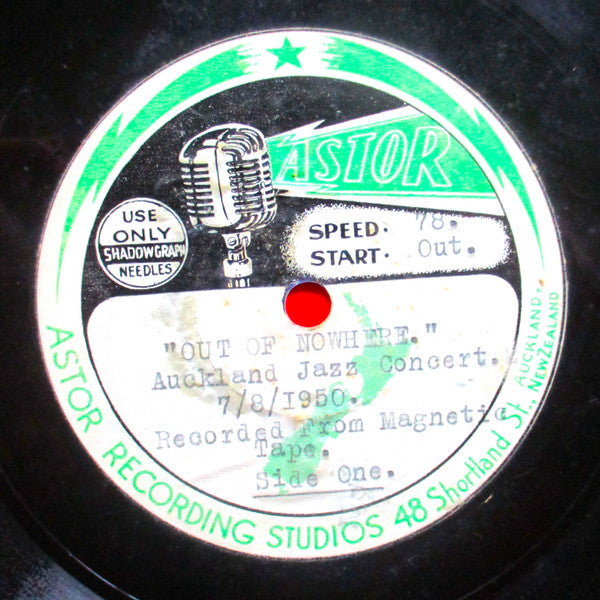 ASTOR
USE
ONLY
SHADOWGRAPH
NEEDLES
SPEED. 78.
START. Out.
"OUT OF NOWHERE."
Auckland Jazz Concert.
7/8/1950.
Recorded From Magnetic
Tape.
Side One.
ASTOR RECORDING STUDIOS 48 Shortland St., AUCKLAND,
NEW ZEALAND